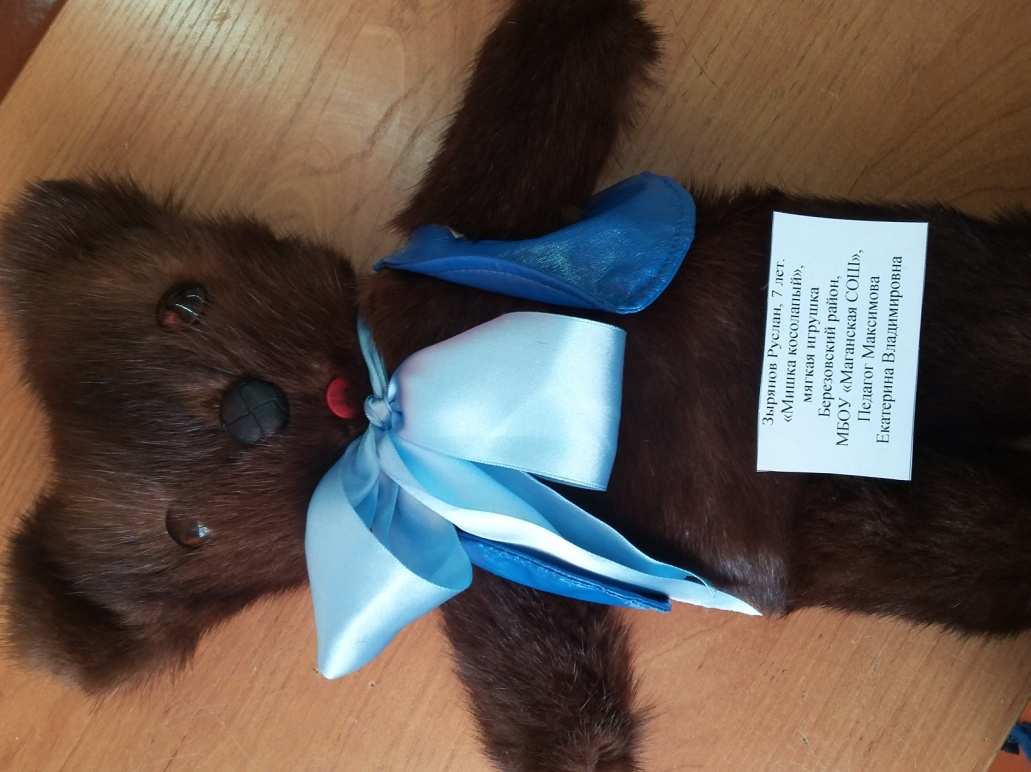 Зырянов Руслан, 7 лет.
«Мишка косолапый»,
мягкая игрушка
Березовский район,
МБОУ «Маганская СОШ»,
Педагог Максимова
Екатерина Владимировна